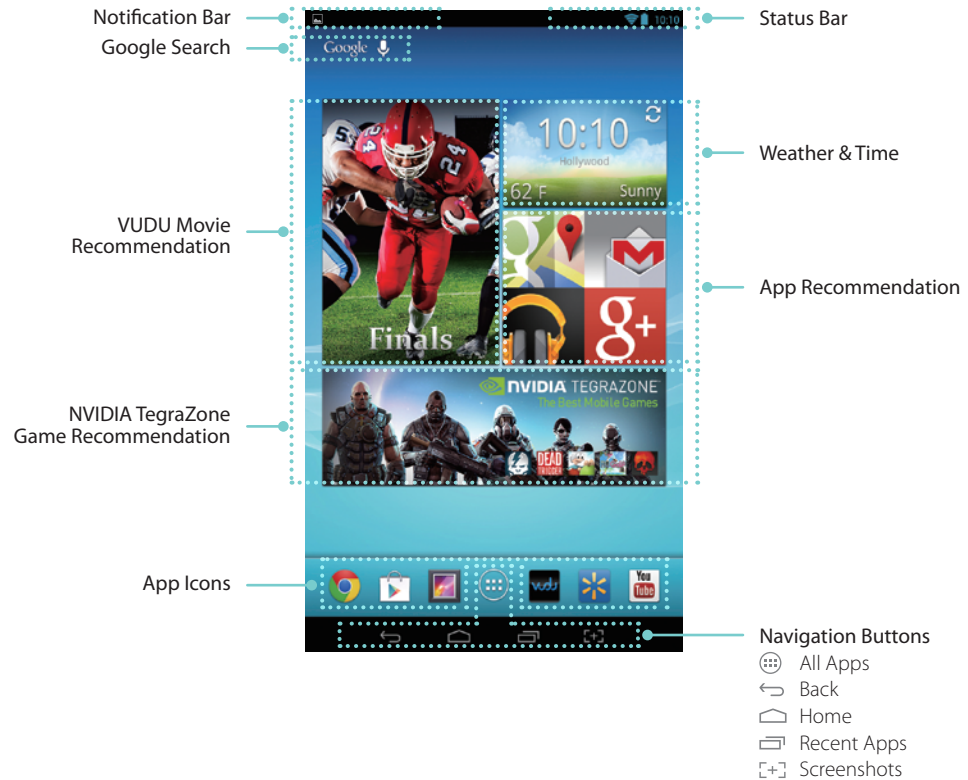 Notification Bar
Status Bar
10:10
Google Search
Google
24
24
5
10:10
Hollywood
62 F
Sunny
Weather & Time
VUDU Movie
Recommendation
g
App Recommendation
g+
Finals
NVIDIA TEGRAZONE
The Best Mobile Games
NVIDIA TegraZone
Game Recommendation
DEAD
TRIGGER
App Icons
vudu
You
Tube
Navigation Buttons
All Apps
Back
Home
Recent Apps
Screenshots